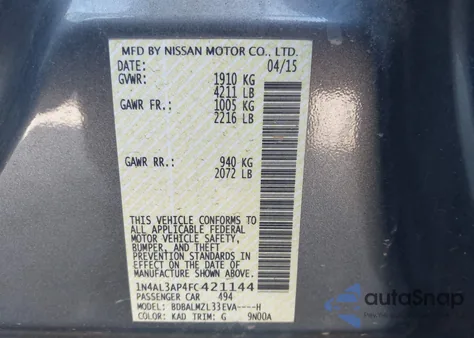 MFD BY NISSAN MOTOR CO., LTD.
DATE: 04/15
GVWR: 1910 KG
4211 LB
GAWR FR.: 1005 KG
2216 LB
GAWR RR.: 940 KG
2072 LB
THIS VEHICLE CONFORMS TO
ALL APPLICABLE FEDERAL
MOTOR VEHICLE SAFETY,
BUMPER, AND THEFT
PREVENTION STANDARDS IN
EFFECT ON THE DATE OF
MANUFACTURE SHOWN ABOVE.
1N4AL3AP4FC421144
PASSENGER CAR 494
MODEL: BDBALMZL33EVA----H
COLOR: KAD TRIM: G 9N00A
autoSnap